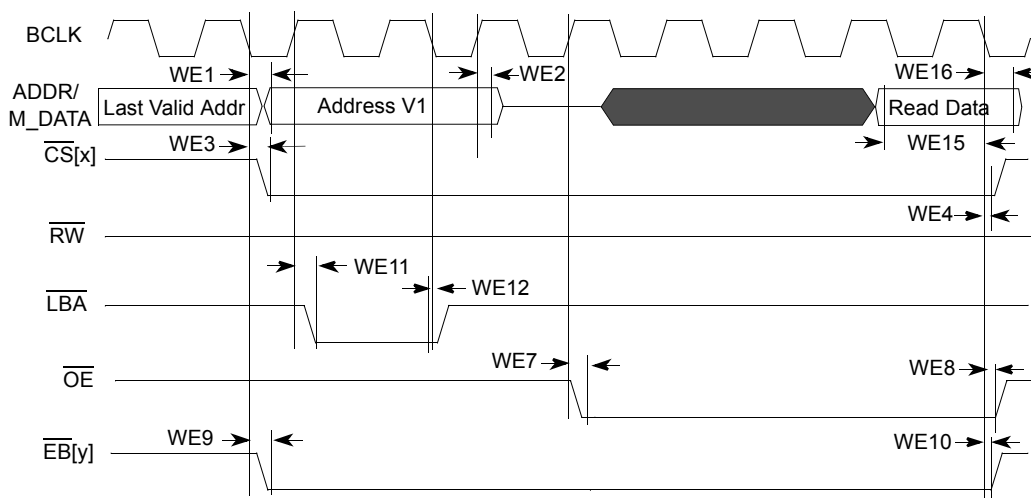 BCLK
WE1
WE2
WE16
ADDR/
M_DATA
Last Valid Addr
Address V1
Read Data
WE3
WE15
CS[x]
WE4
RW
WE11
WE12
LBA
WE7
WE8
OE
WE9
WE10
EB[y]